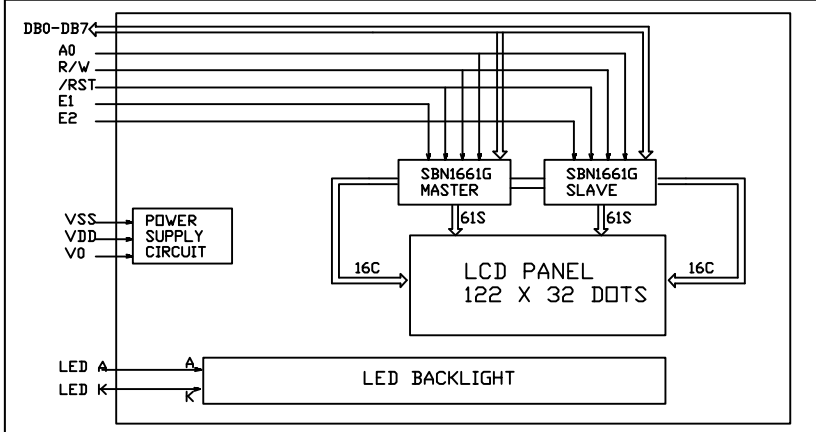 DB0-DB7
A0
R/W
/RST
E1
E2
SBN1661G
MASTER
SBN1661G
SLAVE
61S
61S
VSS
VDD
V0
POWER
SUPPLY
CIRCUIT
16C
LCD PANEL
122 X 32 DOTS
16C
LED A
A
LED K
K
LED BACKLIGHT